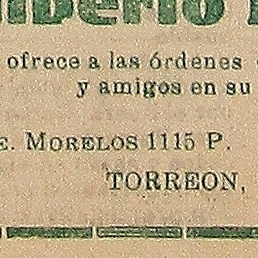 ofrece a las órdenes
y amigos en su
E. MORELOS 1115 P.
TORREON,